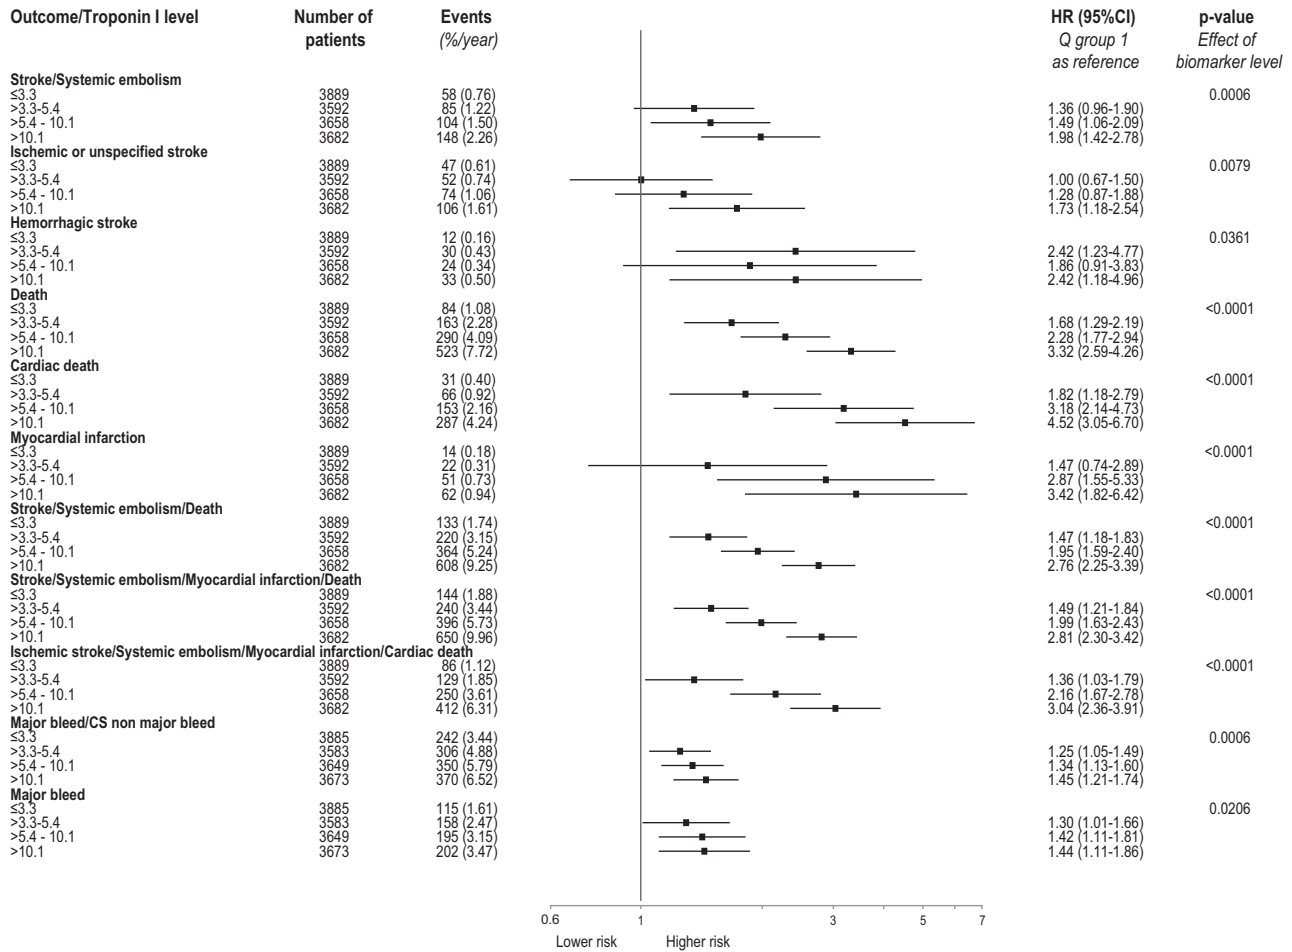 Outcome/Troponin I level Number of patients Events (%/year) HR (95%CI) Q group 1 as reference p-value Effect of biomarker level
Stroke/Systemic embolism
≤3.3 3889 58 (0.76) 0.0006
>3.3-5.4 3592 85 (1.22) 1.36 (0.96-1.90)
>5.4 - 10.1 3658 104 (1.50) 1.49 (1.06-2.09)
>10.1 3682 148 (2.26) 1.98 (1.42-2.78)
Ischemic or unspecified stroke
≤3.3 3889 47 (0.61) 0.0079
>3.3-5.4 3592 52 (0.74) 1.00 (0.67-1.50)
>5.4 - 10.1 3658 74 (1.06) 1.28 (0.87-1.88)
>10.1 3682 106 (1.61) 1.73 (1.18-2.54)
Hemorrhagic stroke
≤3.3 3889 12 (0.16) 0.0361
>3.3-5.4 3592 30 (0.43) 2.42 (1.23-4.77)
>5.4 - 10.1 3658 24 (0.34) 1.86 (0.91-3.83)
>10.1 3682 33 (0.50) 2.42 (1.18-4.96)
Death
≤3.3 3889 84 (1.08) <0.0001
>3.3-5.4 3592 163 (2.28) 1.68 (1.29-2.19)
>5.4 - 10.1 3658 290 (4.09) 2.28 (1.77-2.94)
>10.1 3682 523 (7.72) 3.32 (2.59-4.26)
Cardiac death
≤3.3 3889 31 (0.40) <0.0001
>3.3-5.4 3592 66 (0.92) 1.82 (1.18-2.79)
>5.4 - 10.1 3658 153 (2.16) 3.18 (2.14-4.73)
>10.1 3682 287 (4.24) 4.52 (3.05-6.70)
Myocardial infarction
≤3.3 3889 14 (0.18) <0.0001
>3.3-5.4 3592 22 (0.31) 1.47 (0.74-2.89)
>5.4 - 10.1 3658 51 (0.73) 2.87 (1.55-5.33)
>10.1 3682 62 (0.94) 3.42 (1.82-6.42)
Stroke/Systemic embolism/Death
≤3.3 3889 133 (1.74) <0.0001
>3.3-5.4 3592 220 (3.15) 1.47 (1.18-1.83)
>5.4 - 10.1 3658 364 (5.24) 1.95 (1.59-2.40)
>10.1 3682 608 (9.25) 2.76 (2.25-3.39)
Stroke/Systemic embolism/Myocardial infarction/Death
≤3.3 3889 144 (1.88) <0.0001
>3.3-5.4 3592 240 (3.44) 1.49 (1.21-1.84)
>5.4 - 10.1 3658 396 (5.73) 1.99 (1.63-2.43)
>10.1 3682 650 (9.96) 2.81 (2.30-3.42)
Ischemic stroke/Systemic embolism/Myocardial infarction/Cardiac death
≤3.3 3889 86 (1.12) <0.0001
>3.3-5.4 3592 129 (1.85) 1.36 (1.03-1.79)
>5.4 - 10.1 3658 250 (3.61) 2.16 (1.67-2.78)
>10.1 3682 412 (6.31) 3.04 (2.36-3.91)
Major bleed/CS non major bleed
≤3.3 3885 242 (3.44) 0.0006
>3.3-5.4 3583 306 (4.88) 1.25 (1.05-1.49)
>5.4 - 10.1 3649 350 (5.79) 1.34 (1.13-1.60)
>10.1 3673 370 (6.52) 1.45 (1.21-1.74)
Major bleed
≤3.3 3885 115 (1.61) 0.0206
>3.3-5.4 3583 158 (2.47) 1.30 (1.01-1.66)
>5.4 - 10.1 3649 195 (3.15) 1.42 (1.11-1.81)
>10.1 3673 202 (3.47) 1.44 (1.11-1.86)
0.6 1 3 5 7
Lower risk Higher risk